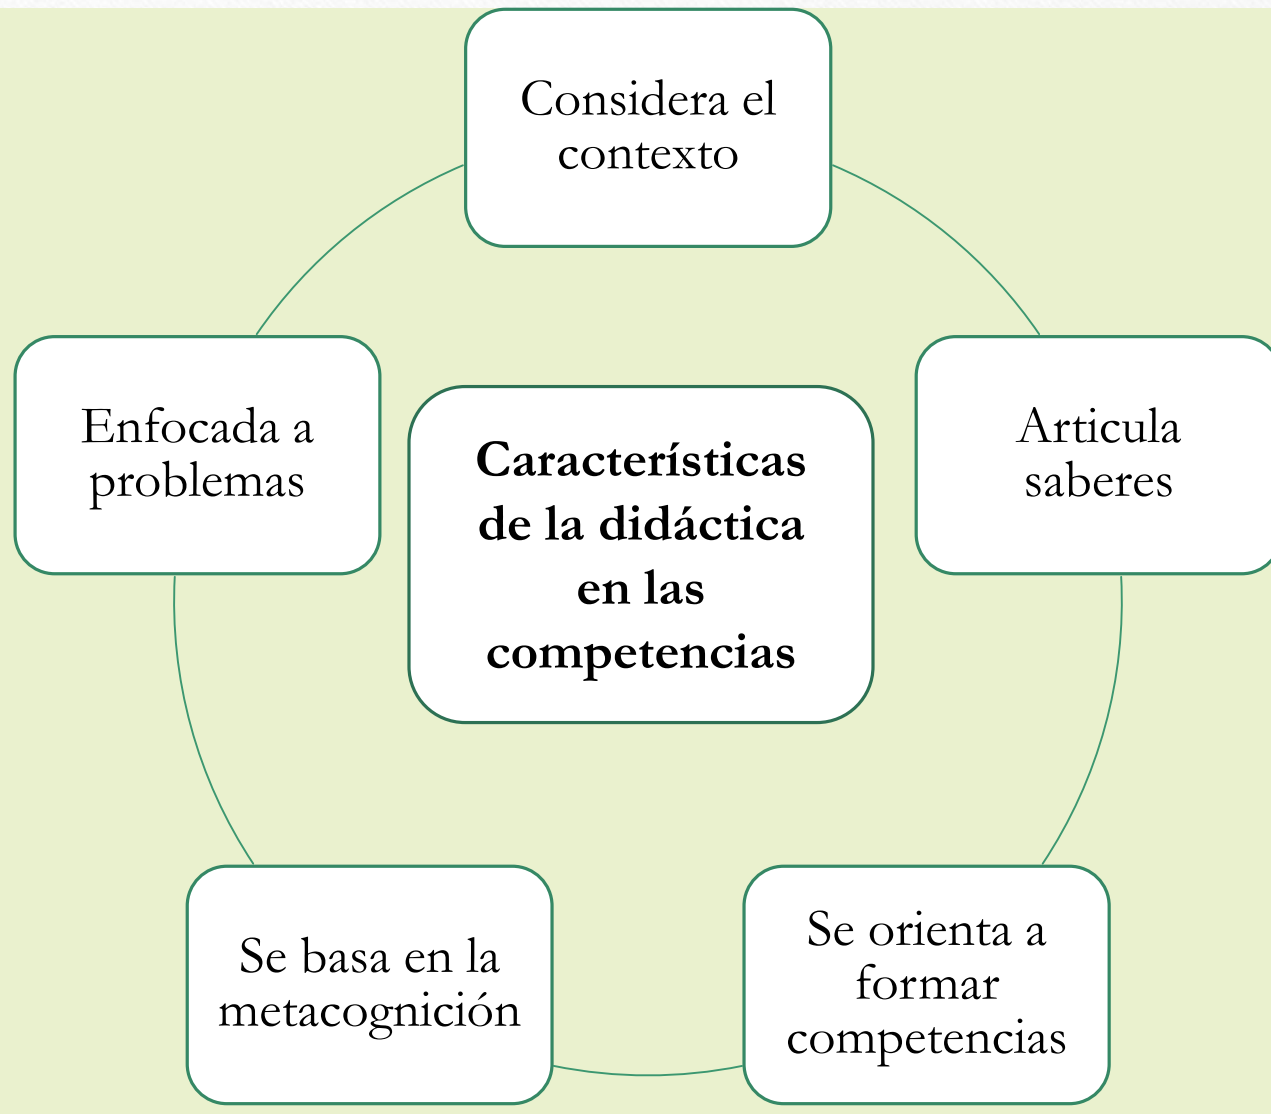 Considera el
contexto
Enfocada a
problemas
Características
de la didáctica
en las
competencias
Articula
saberes
Se basa en la
metacognición
Se orienta a
formar
competencias